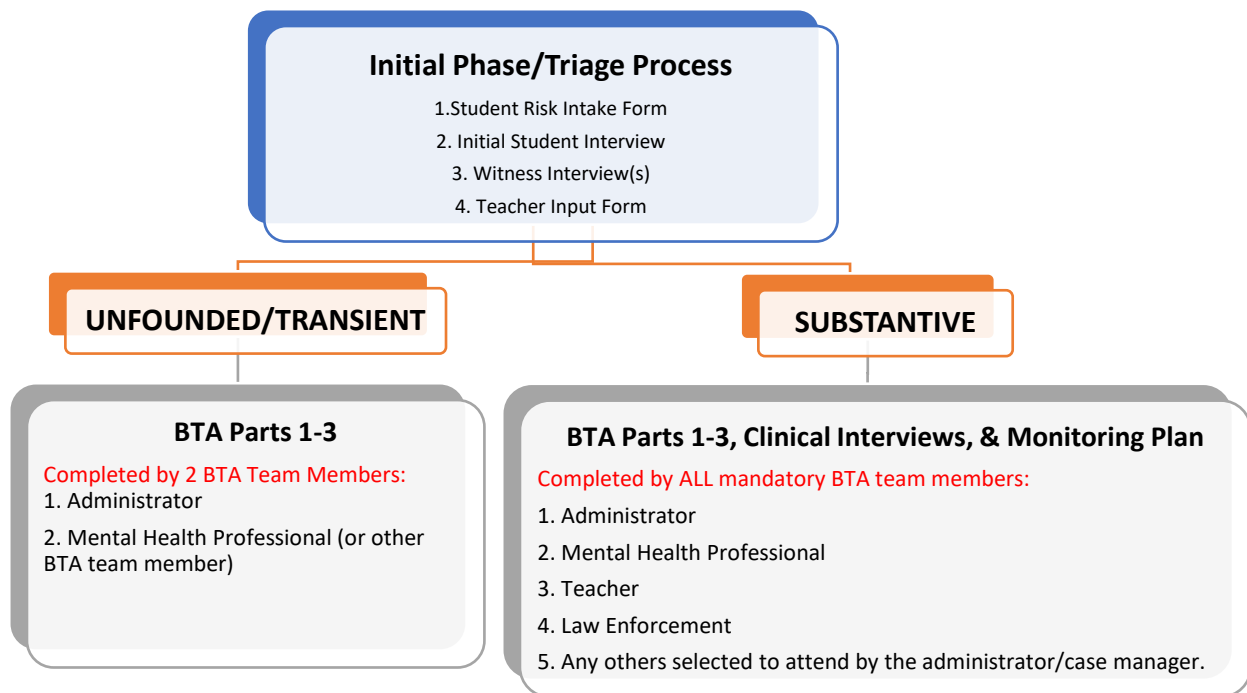 Initial Phase/Triage Process
1.Student Risk Intake Form
2. Initial Student Interview
3. Witness Interview(s)
4. Teacher Input Form
UNFOUNDED/TRANSIENT
SUBSTANTIVE
BTA Parts 1-3
Completed by 2 BTA Team Members:
1. Administrator
2. Mental Health Professional (or other
BTA team member)
BTA Parts 1-3, Clinical Interviews, & Monitoring Plan
Completed by ALL mandatory BTA team members:
1. Administrator
2. Mental Health Professional
3. Teacher
4. Law Enforcement
5. Any others selected to attend by the administrator/case manager.